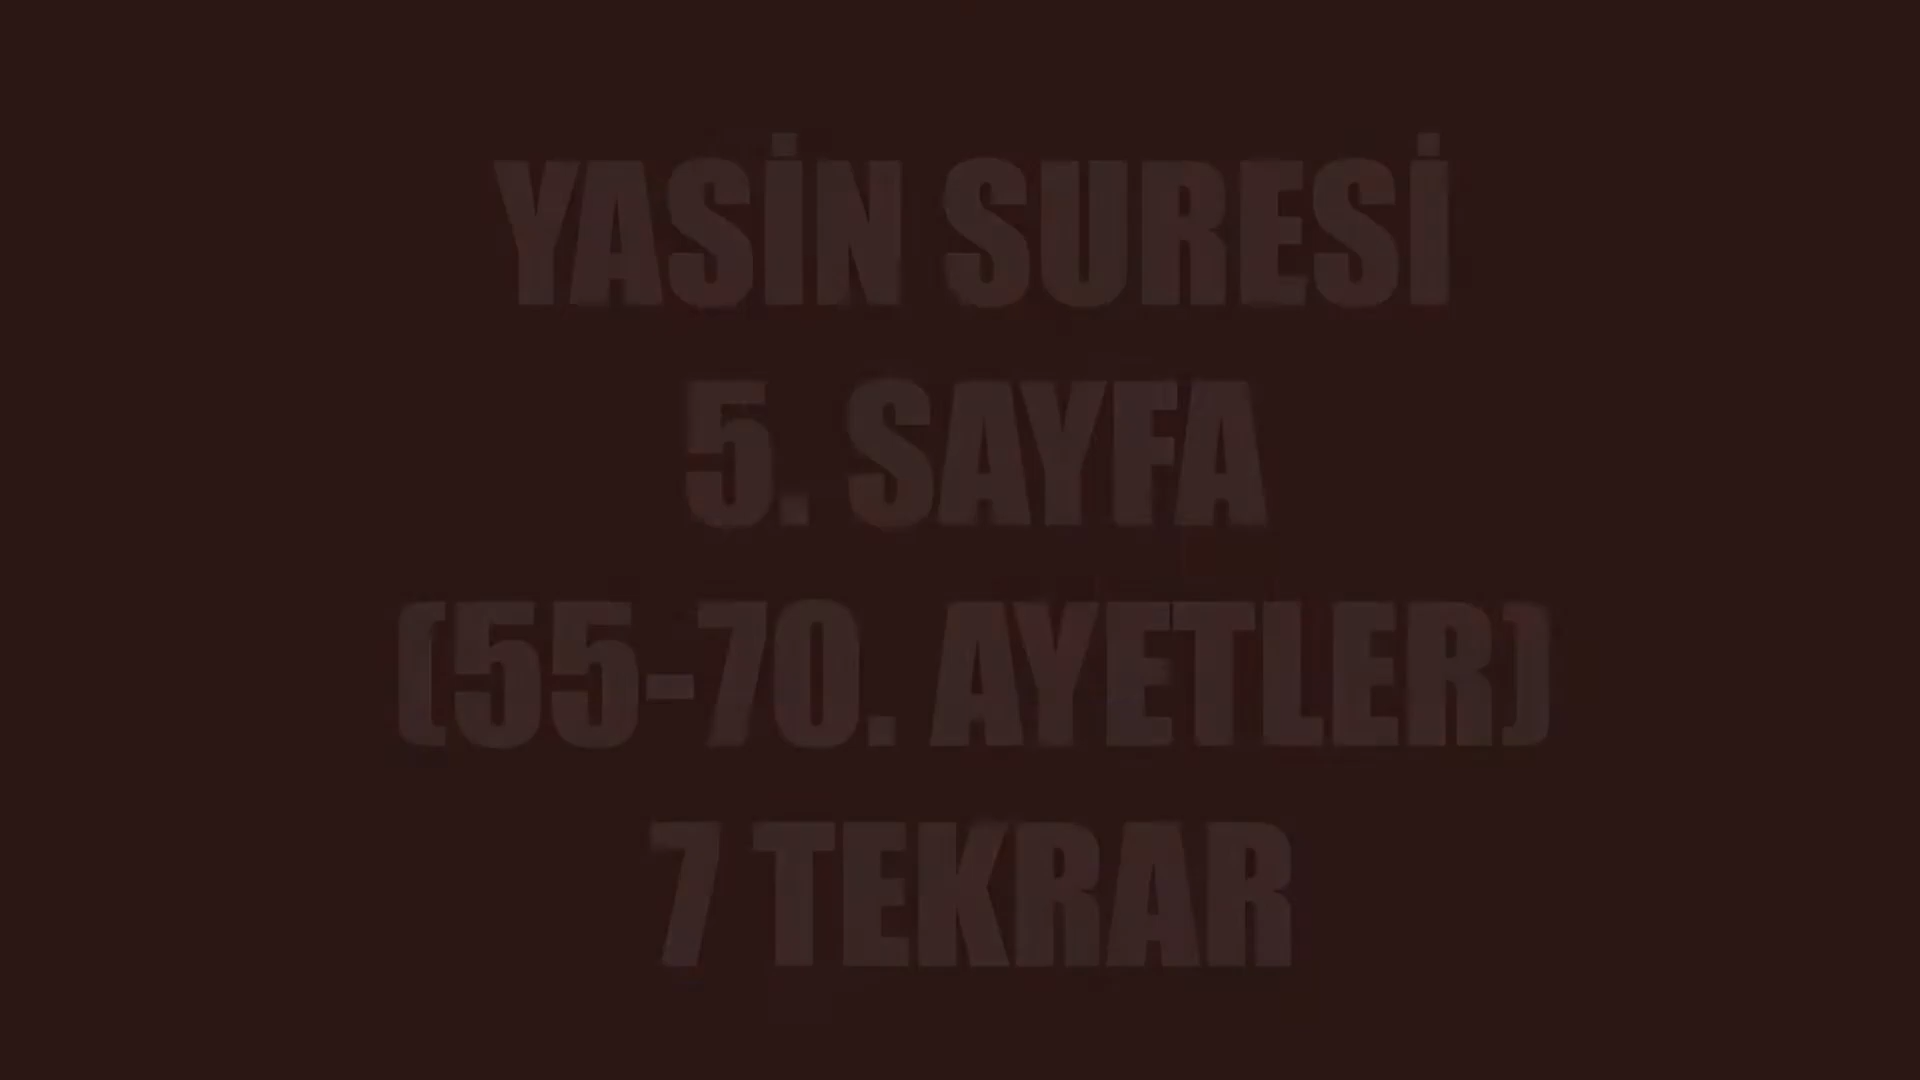 YASİN SURESİ
5. SAYFA
(55-70. AYETLER)
7 TEKRAR